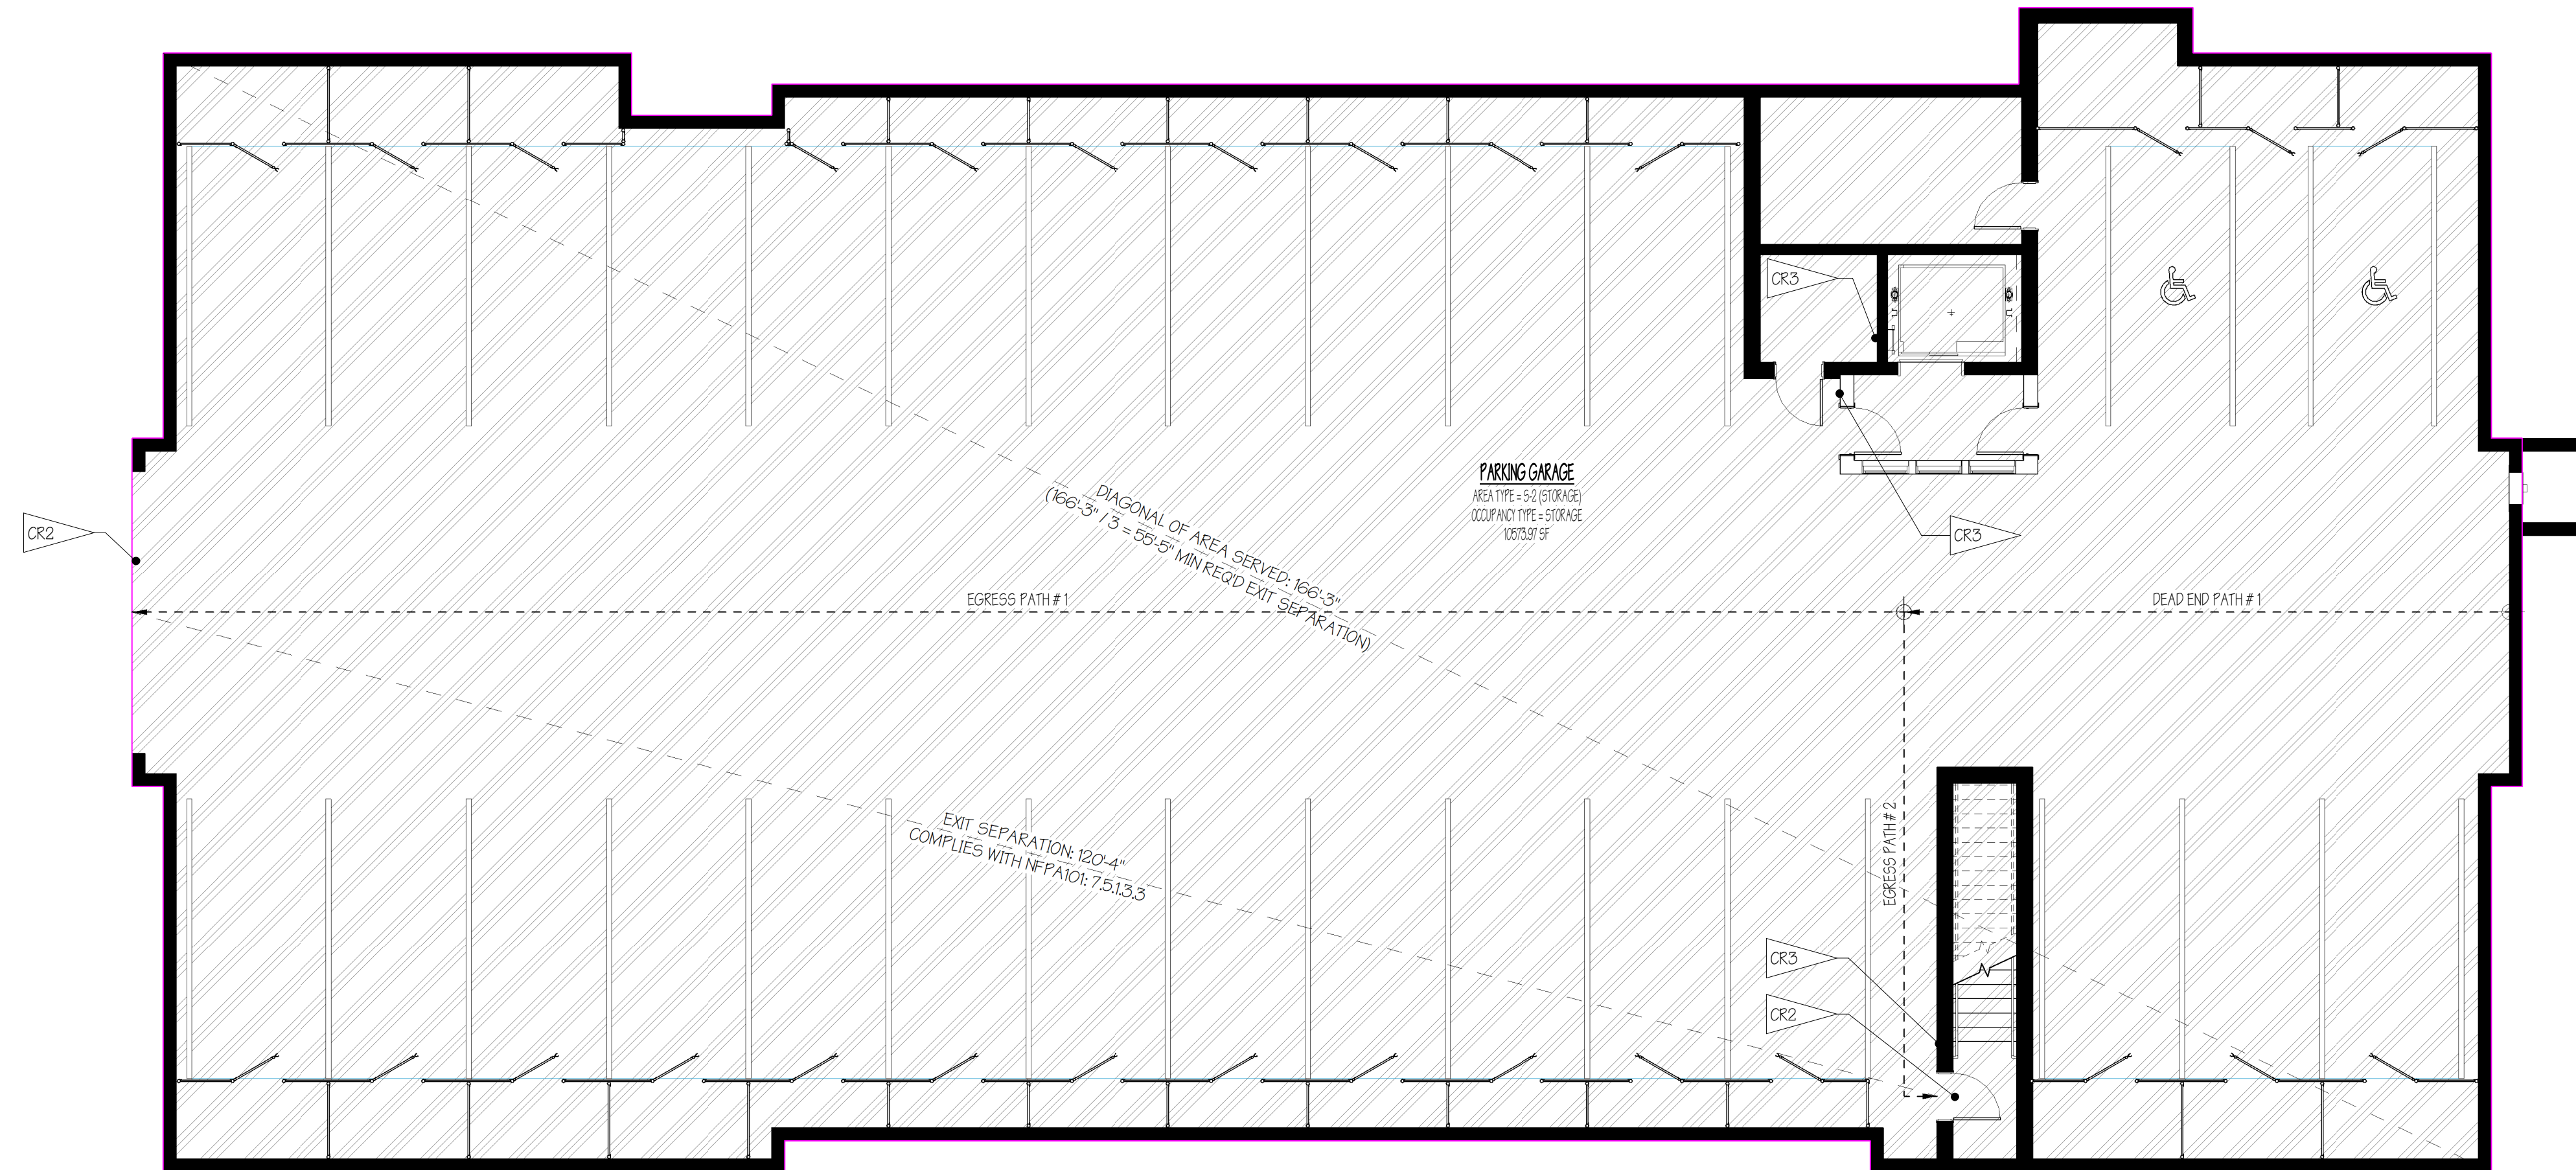 CR3
PARKING GARAGE
AREA TYPE = S-2 (STORAGE)
OCCUPANCY TYPE = STORAGE
10573.97 SF
CR2
CR3
DIAGONAL OF AREA SERVED: 166'-3"
(166'-3" / 3 = 55'-5" MIN REQ'D EXIT SEPARATION)
EGRESS PATH # 1
DEAD END PATH # 1
EXIT SEPARATION: 120'-4"
COMPLIES WITH NFPA101: 7.5.1.3.3
EGRESS PATH # 2
CR3
CR2